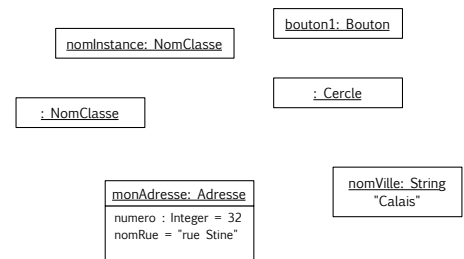 bouton1: Bouton
nomInstance: NomClasse
: Cercle
: NomClasse
nomVille: String
"Calais"
monAdresse: Adresse
numero : Integer = 32
nomRue = "rue Stine"